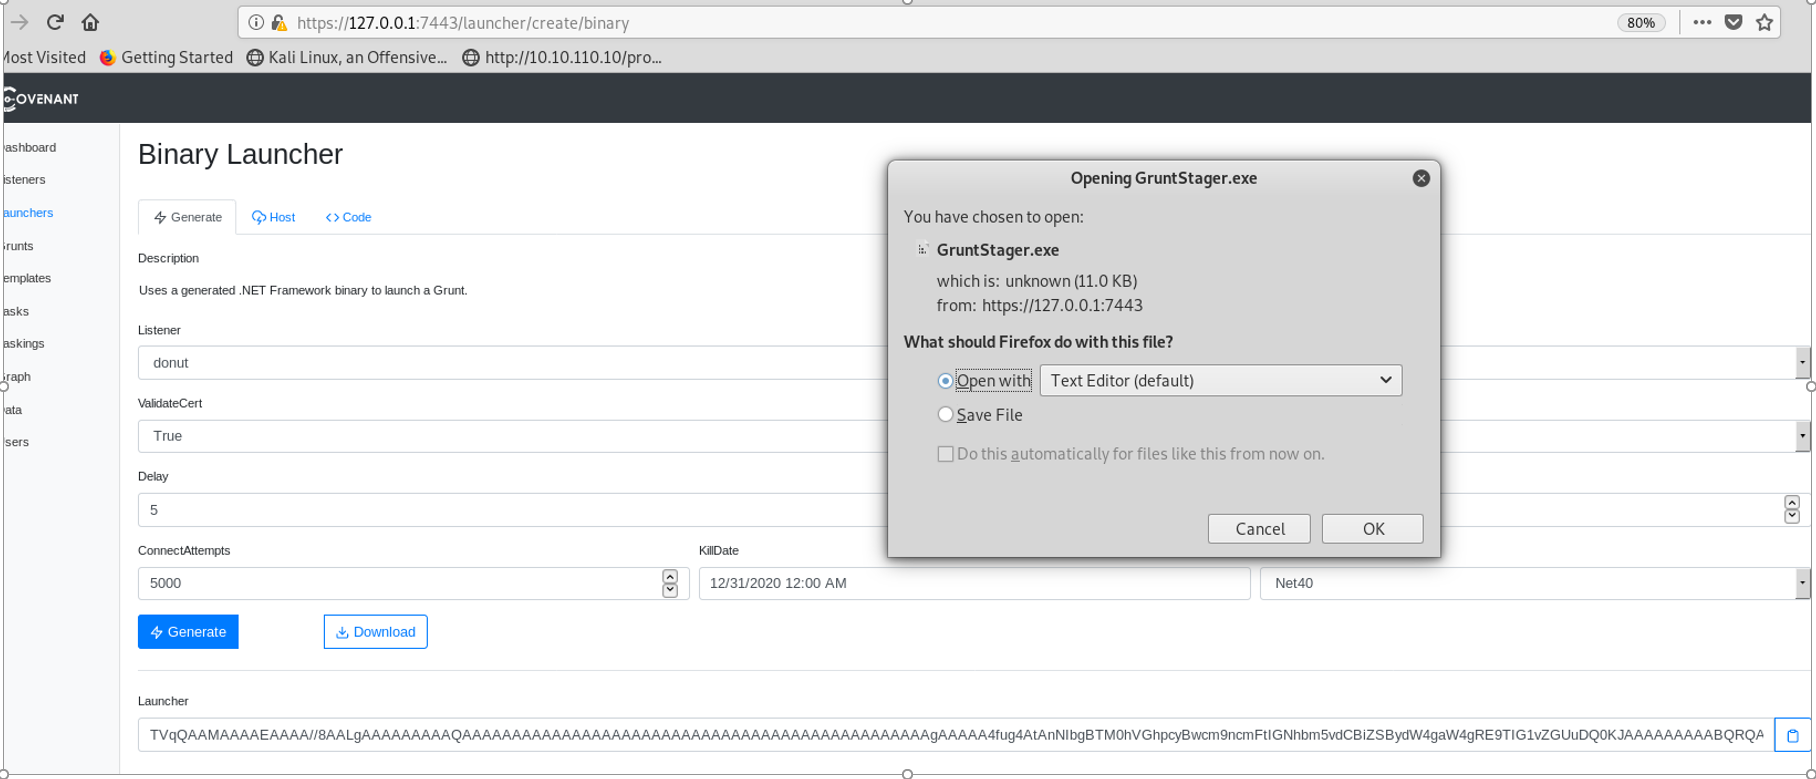 https://127.0.0.1:7443/launcher/create/binary
80%
Most Visited Getting Started Kali Linux, an Offensive... http://10.10.110.10/pro...
COVENANT
ashboard
isteners
aunchers
runts
emplates
asks
askings
raph
ata
sers
Binary Launcher
Generate Host Code
Description
Uses a generated .NET Framework binary to launch a Grunt.
Listener
donut
ValidateCert
True
Delay
5
ConnectAttempts KillDate
5000 12/31/2020 12:00 AM Net40
Generate Download
Launcher
TVqQAAMAAAAEAAAA//8AALgAAAAAAAAAQAAAAAAAAAAAAAAAAAAAAAAAAAAAAAAAAAAAAAAAAAAAAAAAgAAAAA4fug4AtAnNIbgBTM0hVGhpcyBwcm9ncmFtIGNhbm5vdCBiZSBydW4gaW4gRE9TIG1vZGUuDQ0KJAAAAAAAAABQRQA
Opening GruntStager.exe
You have chosen to open:
GruntStager.exe
which is: unknown (11.0 KB)
from: https://127.0.0.1:7443
What should Firefox do with this file?
Open with Text Editor (default)
Save File
Do this automatically for files like this from now on.
Cancel OK